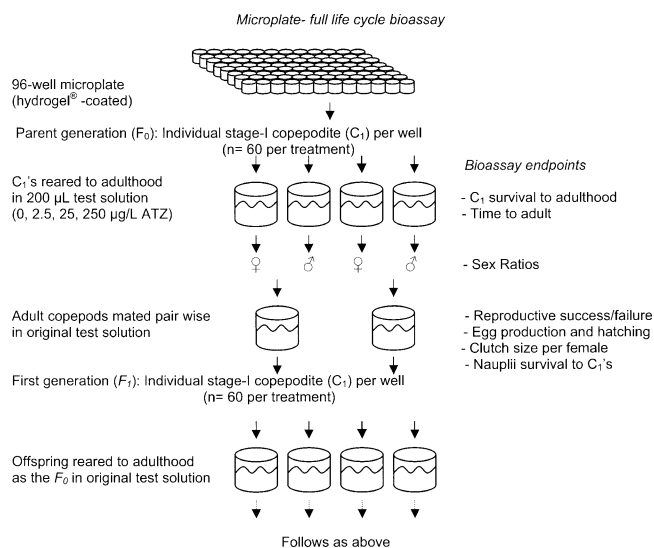 Microplate- full life cycle bioassay
96-well microplate
(hydrogel® -coated)
Parent generation (F₀): Individual stage-I copepodite (C₁) per well
(n= 60 per treatment)
Bioassay endpoints
C₁'s reared to adulthood
in 200 µL test solution
(0, 2.5, 25, 250 µg/L ATZ)
- C₁ survival to adulthood
- Time to adult
♀ ♂ ♀ ♂
- Sex Ratios
Adult copepods mated pair wise
in original test solution
- Reproductive success/failure
- Egg production and hatching
- Clutch size per female
- Nauplii survival to C₁'s
First generation (F₁): Individual stage-I copepodite (C₁) per well
(n= 60 per treatment)
Offspring reared to adulthood
as the F₀ in original test solution
Follows as above